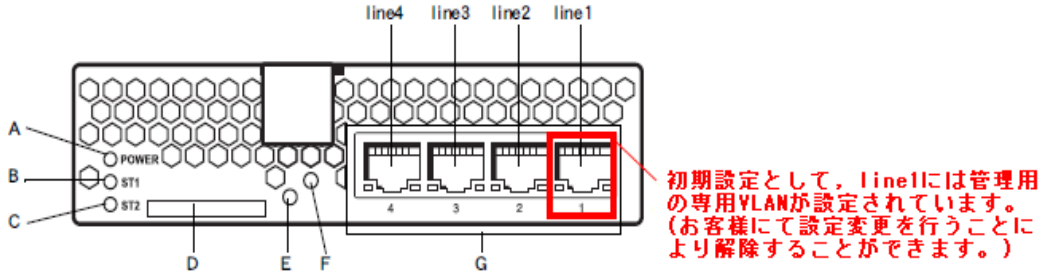 line4 line3 line2 line1
A
POWER
B
ST1
C
ST2
4 3 2 1
D E F G
初期設定として，line1には管理用
の専用VLANが設定されています。
(お客様にて設定変更を行うことに
より解除することができます。)